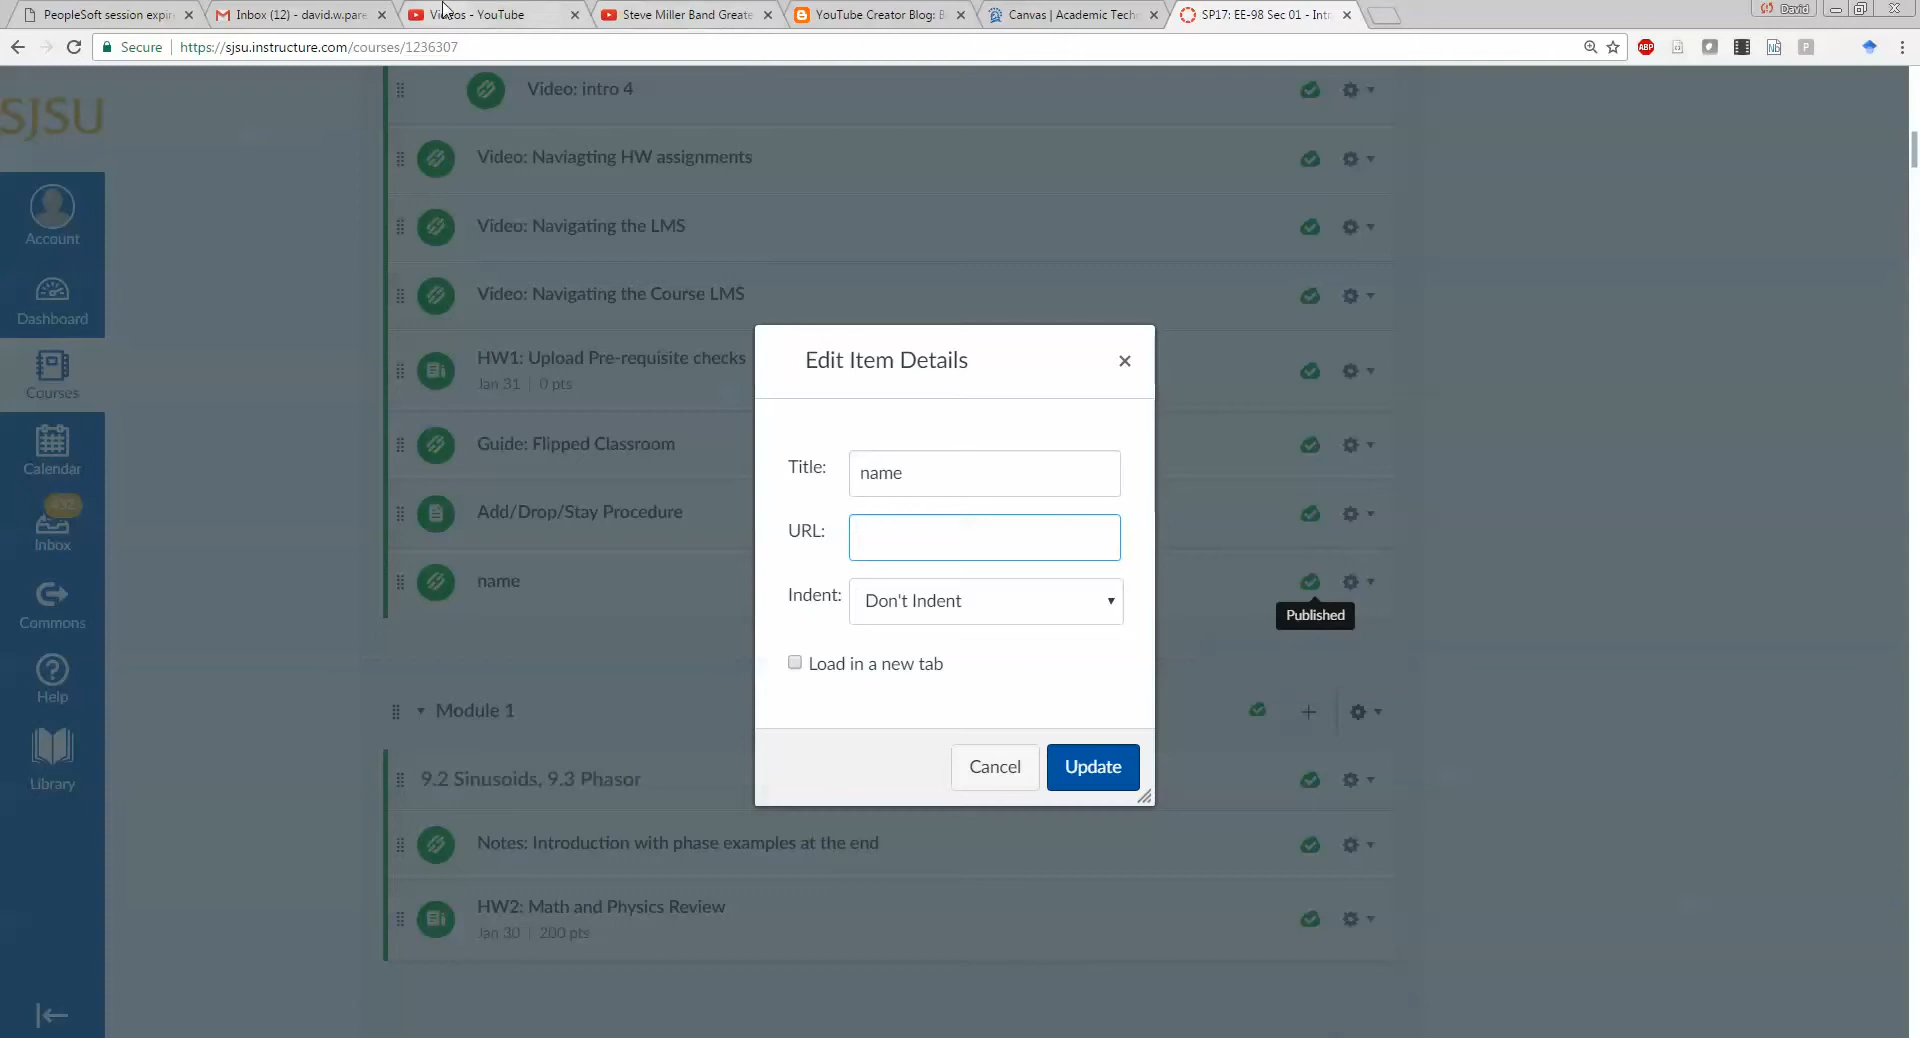 PeopleSoft session expir
Inbox (12) - david.w.pare
Videos - YouTube
Steve Miller Band Greate
YouTube Creator Blog: B
Canvas | Academic Tech
SP17: EE-98 Sec 01 - Intr
David
Secure
https://sjsu.instructure.com/courses/1236307
ABP
Nb
P
SJSU
Account
Dashboard
Courses
Calendar
432
Inbox
Commons
Help
Library
Video: intro 4
Video: Naviagting HW assignments
Video: Navigating the LMS
Video: Navigating the Course LMS
HW1: Upload Pre-requisite checks
Jan 31 | 0 pts
Guide: Flipped Classroom
Add/Drop/Stay Procedure
name
Published
Module 1
9.2 Sinusoids, 9.3 Phasor
Notes: Introduction with phase examples at the end
HW2: Math and Physics Review
Jan 30 | 200 pts
Edit Item Details
Title: name
URL:
Indent: Don't Indent
Load in a new tab
Cancel
Update